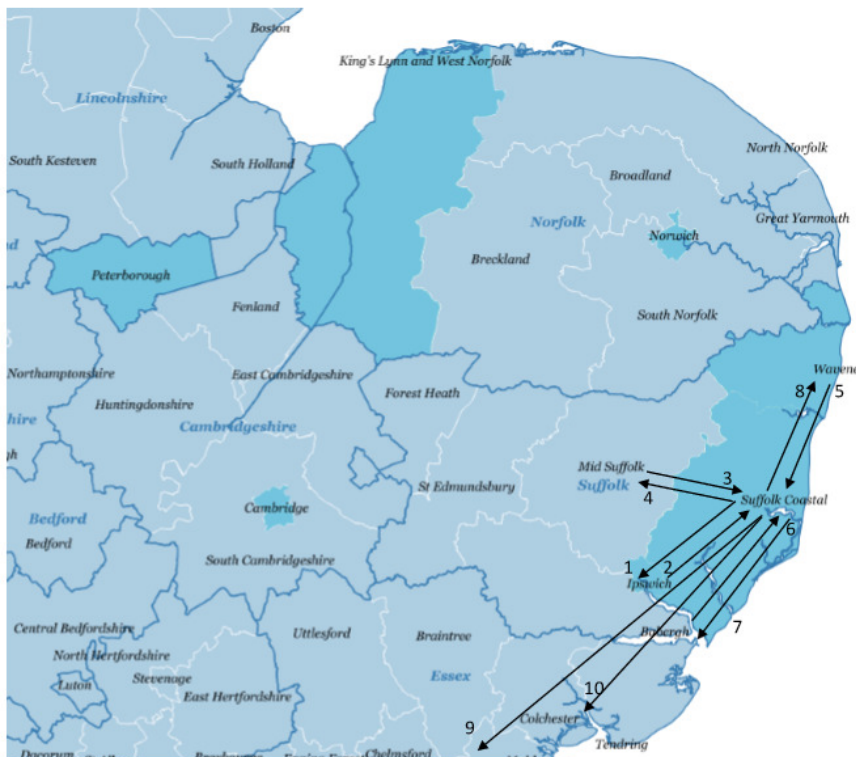 Boston
King's Lynn and West Norfolk
Lincolnshire
North Norfolk
South Kesteven
South Holland
Broadland
Great Yarmouth
Norfolk
Norwich
Breckland
Peterborough
Fenland
South Norfolk
Northamptonshire
East Cambridgeshire
Waven
8
5
Forest Heath
Huntingdonshire
Cambridgeshire
hire
Mid Suffolk
3
Suffolk
St Edmundsbury
4
Suffolk Coastal
Cambridge
Bedford
6
Bedford
South Cambridgeshire
1
2
Ipswich
Central Bedfordshire
Uttlesford
Braintree
Babergh
7
North Hertfordshire
Stevenage
Essex
Luton
East Hertfordshire
10
Colchester
9
Tendring
Dacorum
Chelmsford